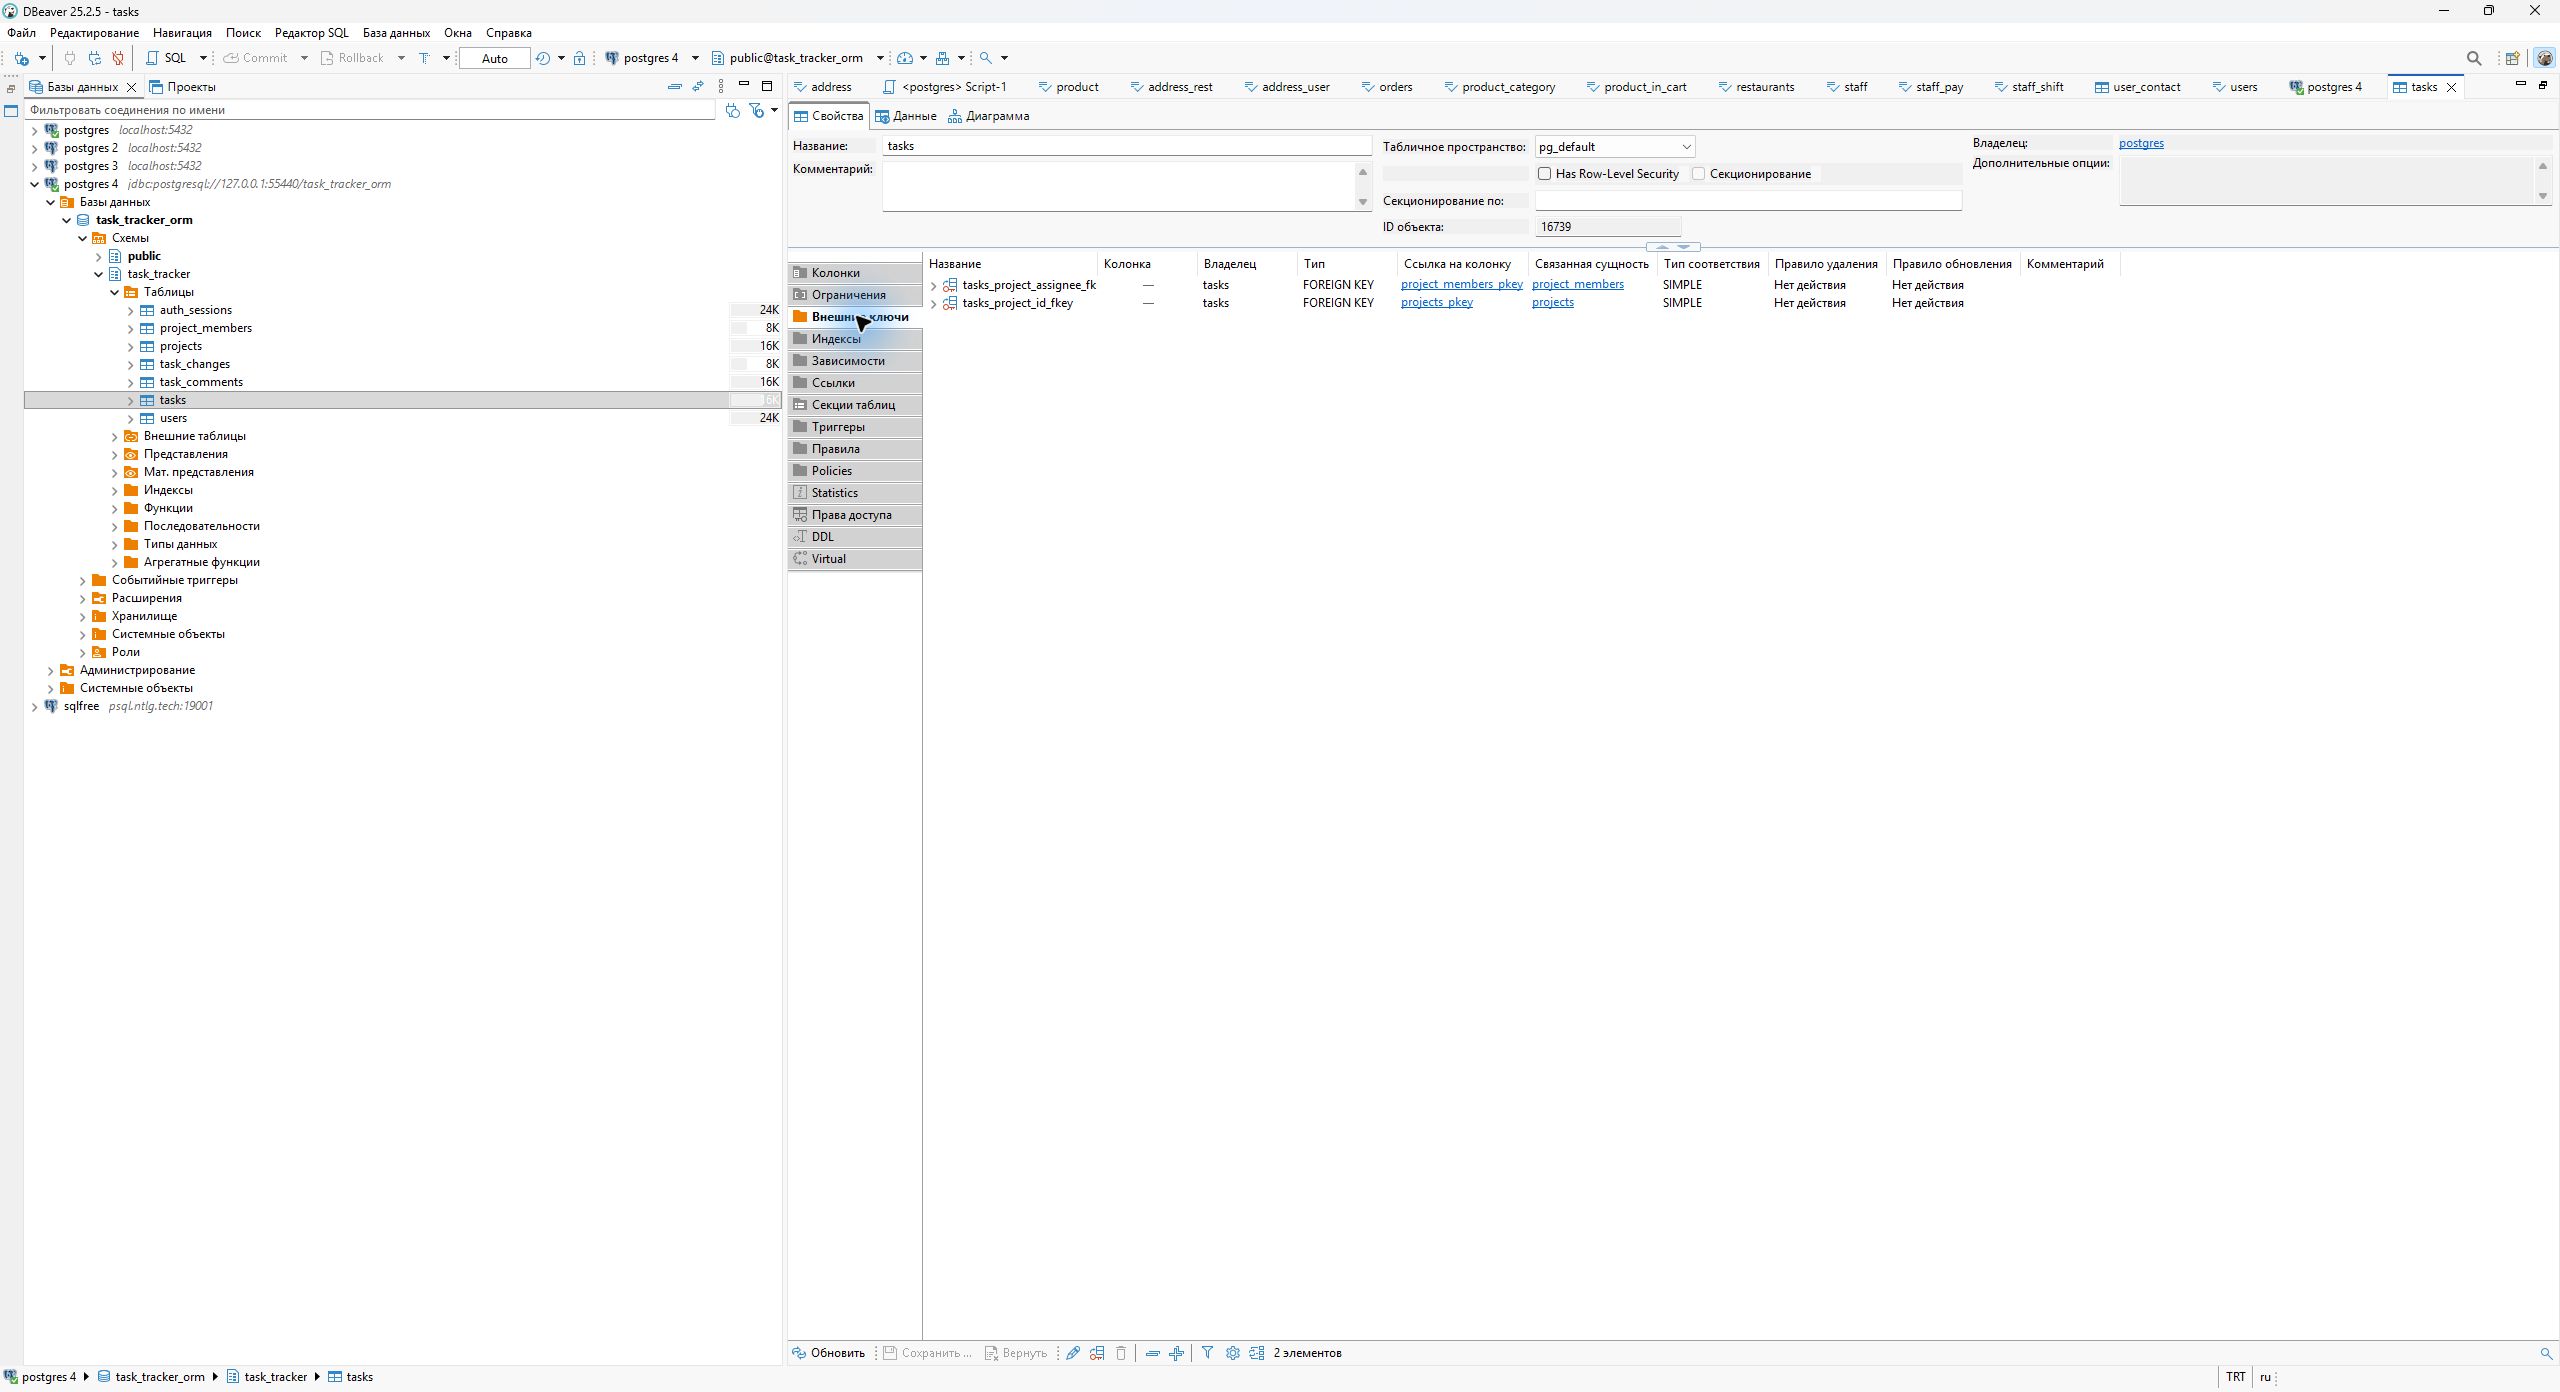 DBeaver 25.2.5 - tasks
Файл Редактирование Навигация Поиск Редактор SQL База данных Окна Справка
SQL Commit Rollback Auto postgres 4 public@task_tracker_orm
Базы данных Проекты
address <postgres> Script-1 product address_rest address_user orders product_category product_in_cart restaurants staff staff_pay staff_shift user_contact users postgres 4 tasks
Фильтровать соединения по имени
postgres localhost:5432
postgres 2 localhost:5432
postgres 3 localhost:5432
postgres 4 jdbc:postgresql://127.0.0.1:55440/task_tracker_orm
Базы данных
task_tracker_orm
Схемы
public
task_tracker
Таблицы
auth_sessions 24K
project_members 8K
projects 16K
task_changes 8K
task_comments 16K
tasks 6K
users 24K
Внешние таблицы
Представления
Мат. представления
Индексы
Функции
Последовательности
Типы данных
Агрегатные функции
Событийные триггеры
Расширения
Хранилище
Системные объекты
Роли
Администрирование
Системные объекты
sqlfree psql.ntlg.tech:19001
Свойства Данные Диаграмма
Название: tasks
Комментарий:
Табличное пространство: pg_default
Has Row-Level Security Секционирование
Секционирование по:
ID объекта: 16739
Владелец: postgres
Дополнительные опции:
Колонки
Ограничения
Внешние ключи
Индексы
Зависимости
Ссылки
Секции таблиц
Триггеры
Правила
Policies
Statistics
Права доступа
DDL
Virtual
Название Колонка Владелец Тип Ссылка на колонку Связанная сущность Тип соответствия Правило удаления Правило обновления Комментарий
tasks_project_assignee_fk — tasks FOREIGN KEY project_members_pkey project_members SIMPLE Нет действия Нет действия
tasks_project_id_fkey — tasks FOREIGN KEY projects_pkey projects SIMPLE Нет действия Нет действия
Обновить Сохранить ... Вернуть 2 элементов
postgres 4 task_tracker_orm task_tracker tasks
TRT ru